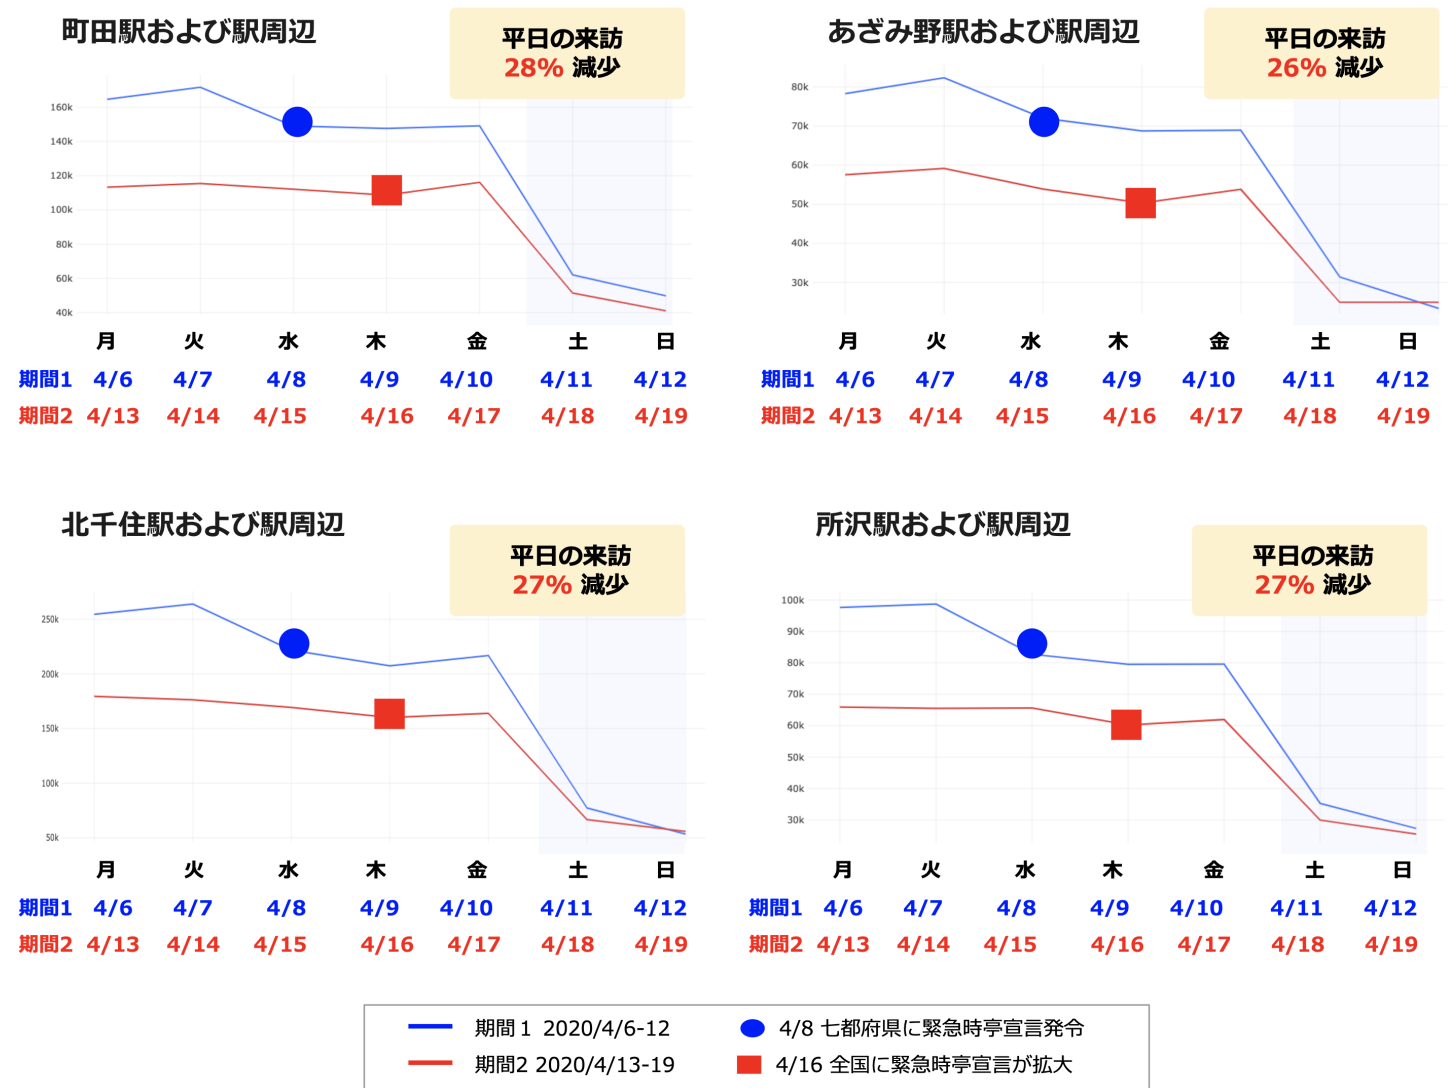 町田駅および駅周辺
平日の来訪
28% 減少
160k
140k
120k
100k
80k
60k
40k
月 火 水 木 金 土 日
期間1 4/6 4/7 4/8 4/9 4/10 4/11 4/12
期間2 4/13 4/14 4/15 4/16 4/17 4/18 4/19
あざみ野駅および駅周辺
平日の来訪
26% 減少
80k
70k
60k
50k
40k
30k
月 火 水 木 金 土 日
期間1 4/6 4/7 4/8 4/9 4/10 4/11 4/12
期間2 4/13 4/14 4/15 4/16 4/17 4/18 4/19
北千住駅および駅周辺
平日の来訪
27% 減少
250k
200k
150k
100k
50k
月 火 水 木 金 土 日
期間1 4/6 4/7 4/8 4/9 4/10 4/11 4/12
期間2 4/13 4/14 4/15 4/16 4/17 4/18 4/19
所沢駅および駅周辺
平日の来訪
27% 減少
100k
90k
80k
70k
60k
50k
40k
30k
月 火 水 木 金 土 日
期間1 4/6 4/7 4/8 4/9 4/10 4/11 4/12
期間2 4/13 4/14 4/15 4/16 4/17 4/18 4/19
期間１ 2020/4/6-12
4/8 七都府県に緊急時亭宣言発令
期間2 2020/4/13-19
4/16 全国に緊急時亭宣言が拡大